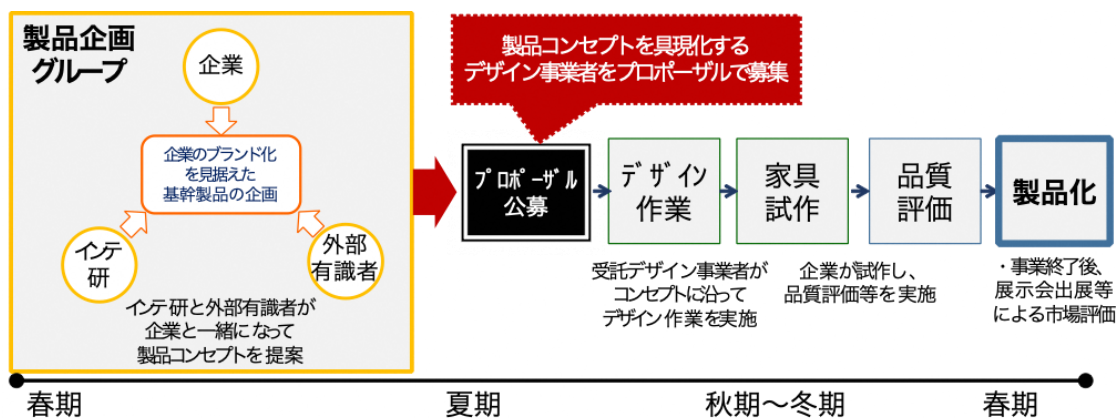 製品企画
グループ
企業
企業のブランド化
を見据えた
基幹製品の企画
インテ
研
外部
有識者
インテ研と外部有識者が
企業と一緒になって
製品コンセプトを提案
製品コンセプトを具現化する
デザイン事業者をプロポーザルで募集
ﾌﾟﾛﾎﾟｰｻﾞﾙ
公募
ﾃﾞｻﾞｲﾝ
作業
家具
試作
品質
評価
製品化
受託デザイン事業者が
コンセプトに沿って
デザイン作業を実施
企業が試作し、
品質評価等を実施
・事業終了後、
展示会出展等
による市場評価
春期
夏期
秋期～冬期
春期